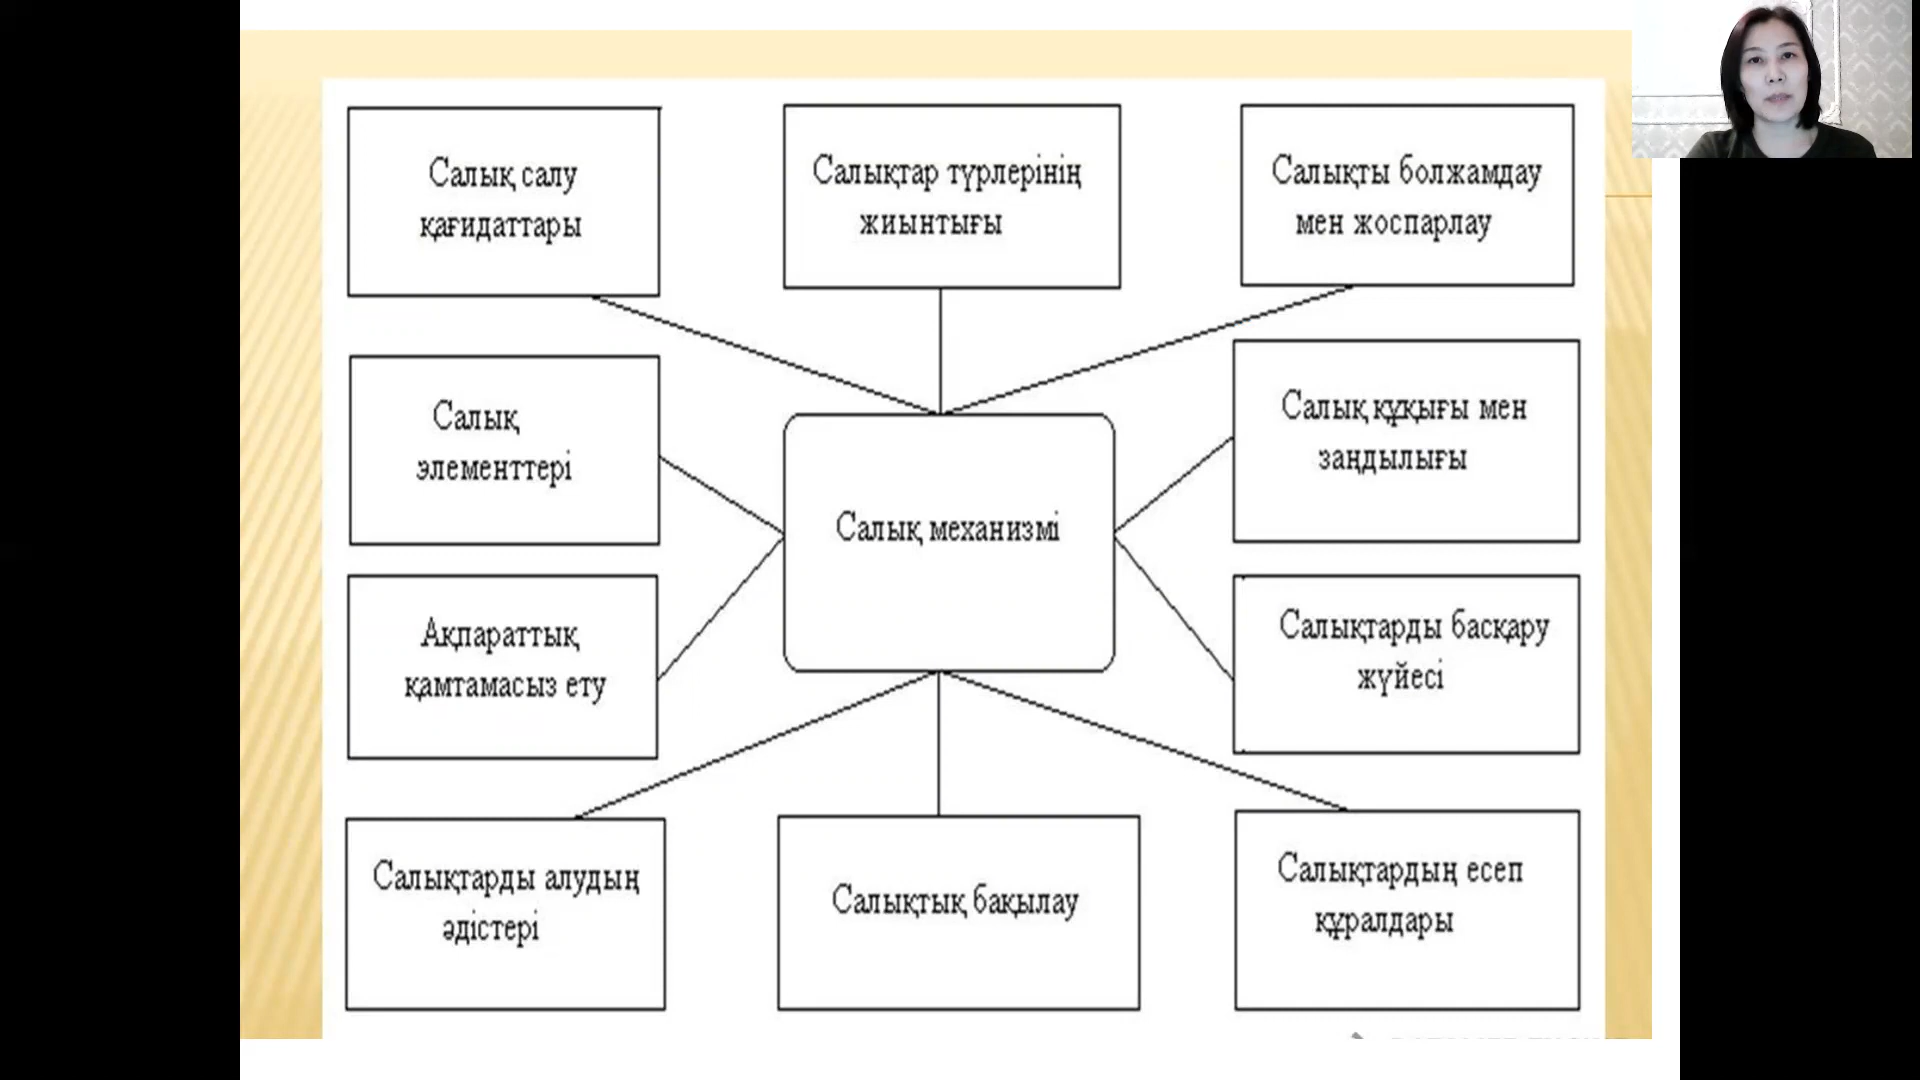 Салық салу
қағидаттары
Салықтар түрлерінің
жиынтығы
Салықты болжамдау
мен жоспарлау
Салық
элементтері
Салық құқығы мен
заңдылығы
Салық механизмі
Ақпараттық
қамтамасыз ету
Салықтарды басқару
жүйесі
Салықтарды алудың
әдістері
Салықтық бақылау
Салықтардың есеп
құралдары